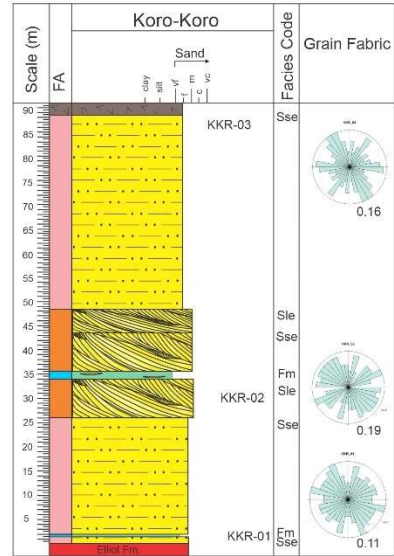 Koro-Koro
Scale (m)
FA
Sand
clay
silt
vf
f
m
c
vc
Facies Code
Grain Fabric
90
85
80
75
70
65
60
55
50
45
40
35
30
25
20
15
10
5
KKR-03
KKR-02
KKR-01
Sse
Sle
Sse
Fm
Sle
Sse
Fm
Sse
0.16
0.19
0.11
Elliot Fm.